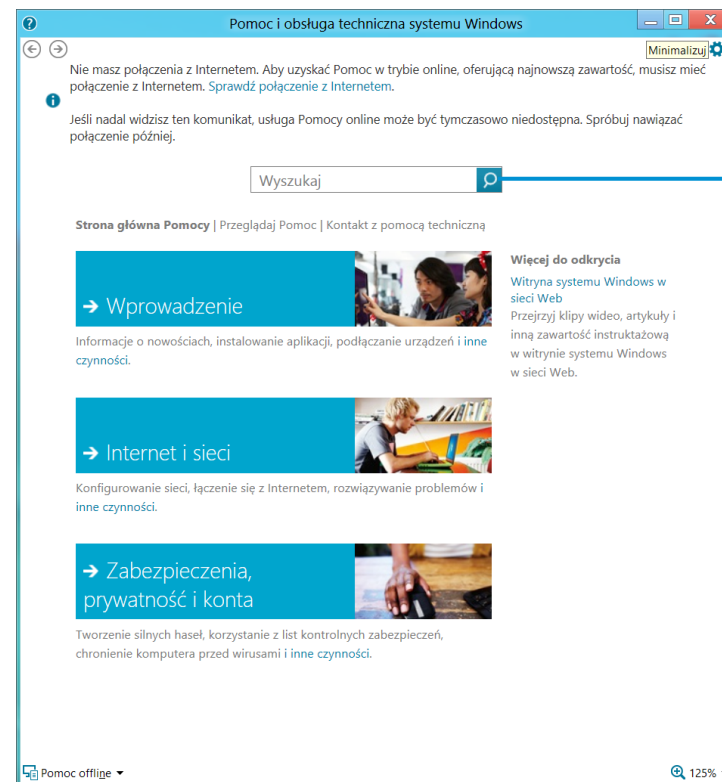 Pomoc i obsługa techniczna systemu Windows
Minimalizuj
Nie masz połączenia z Internetem. Aby uzyskać Pomoc w trybie online, oferującą najnowszą zawartość, musisz mieć
połączenie z Internetem. Sprawdź połączenie z Internetem.
Jeśli nadal widzisz ten komunikat, usługa Pomocy online może być tymczasowo niedostępna. Spróbuj nawiązać
połączenie później.
Wyszukaj
Strona główna Pomocy | Przeglądaj Pomoc | Kontakt z pomocą techniczną
Wprowadzenie
Informacje o nowościach, instalowanie aplikacji, podłączanie urządzeń i inne
czynności.
Więcej do odkrycia
Witryna systemu Windows w
sieci Web
Przejrzyj klipy wideo, artykuły i
inną zawartość instruktażową
w witrynie systemu Windows
w sieci Web.
Internet i sieci
Konfigurowanie sieci, łączenie się z Internetem, rozwiązywanie problemów i
inne czynności.
Zabezpieczenia,
prywatność i konta
Tworzenie silnych haseł, korzystanie z list kontrolnych zabezpieczeń,
chronienie komputera przed wirusami i inne czynności.
Pomoc offline
125%